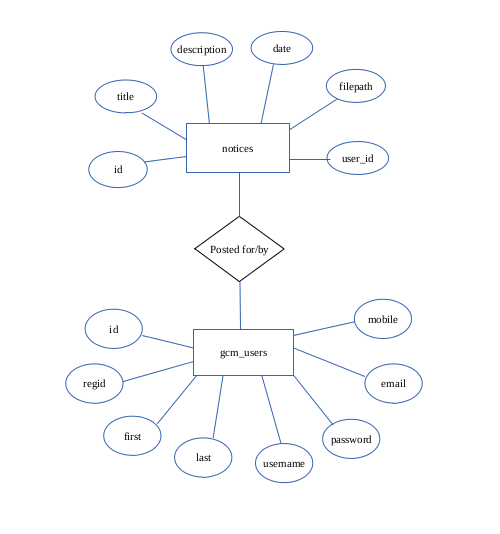 description
date
title
filepath
notices
id
user_id
Posted for/by
id
mobile
gcm_users
regid
email
first
last
username
password